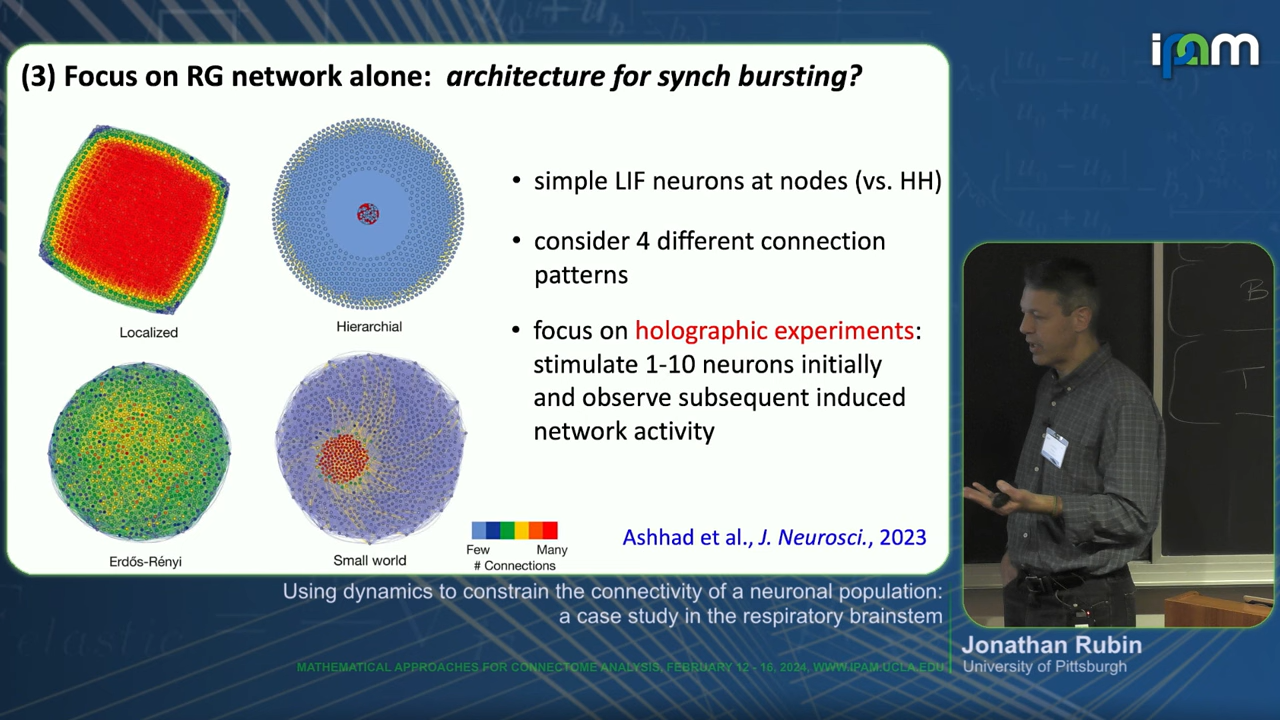 ipam
(3) Focus on RG network alone: architecture for synch bursting?
Localized
Hierarchial
Erdős-Rényi
Small world
Few
Many
# Connections
• simple LIF neurons at nodes (vs. HH)
• consider 4 different connection
patterns
• focus on holographic experiments:
stimulate 1-10 neurons initially
and observe subsequent induced
network activity
Ashhad et al., J. Neurosci., 2023
B
T
Using dynamics to constrain the connectivity of a neuronal population:
a case study in the respiratory brainstem
Jonathan Rubin
University of Pittsburgh
MATHEMATICAL APPROACHES FOR CONNECTOME ANALYSIS, FEBRUARY 12 - 16, 2024, WWW.IPAM.UCLA.EDU
elastic